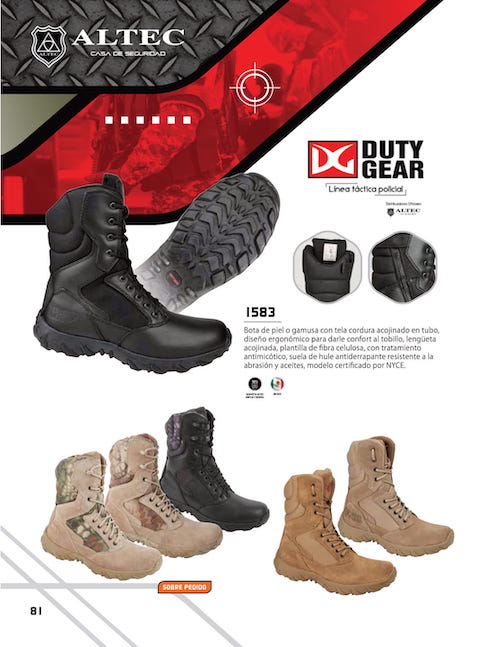 ALTEC
CASA DE SEGURIDAD
ALTEC
DUTY
GEAR
Línea táctica policial
Distribuidores Oficiales
ALTEC
1583
Bota de piel o gamusa con tela cordura acojinado en tubo,
diseño ergonómico para darle confort al tobillo, lengüeta
acojinada, plantilla de fibra celulosa, con tratamiento
antimicótico, suela de hule antiderrapante resistente a la
abrasión y aceites, modelo certificado por NYCE.
SOBRE PEDIDO
81